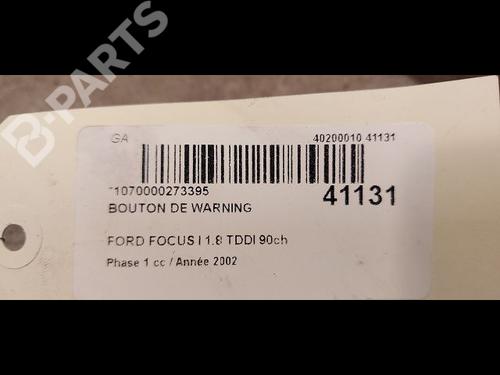 B-PARTS
GA
40200010 41131
*1070000273395
41131
BOUTON DE WARNING
FORD FOCUS I 1.8 TDDI 90ch
Phase 1 cc / Année 2002